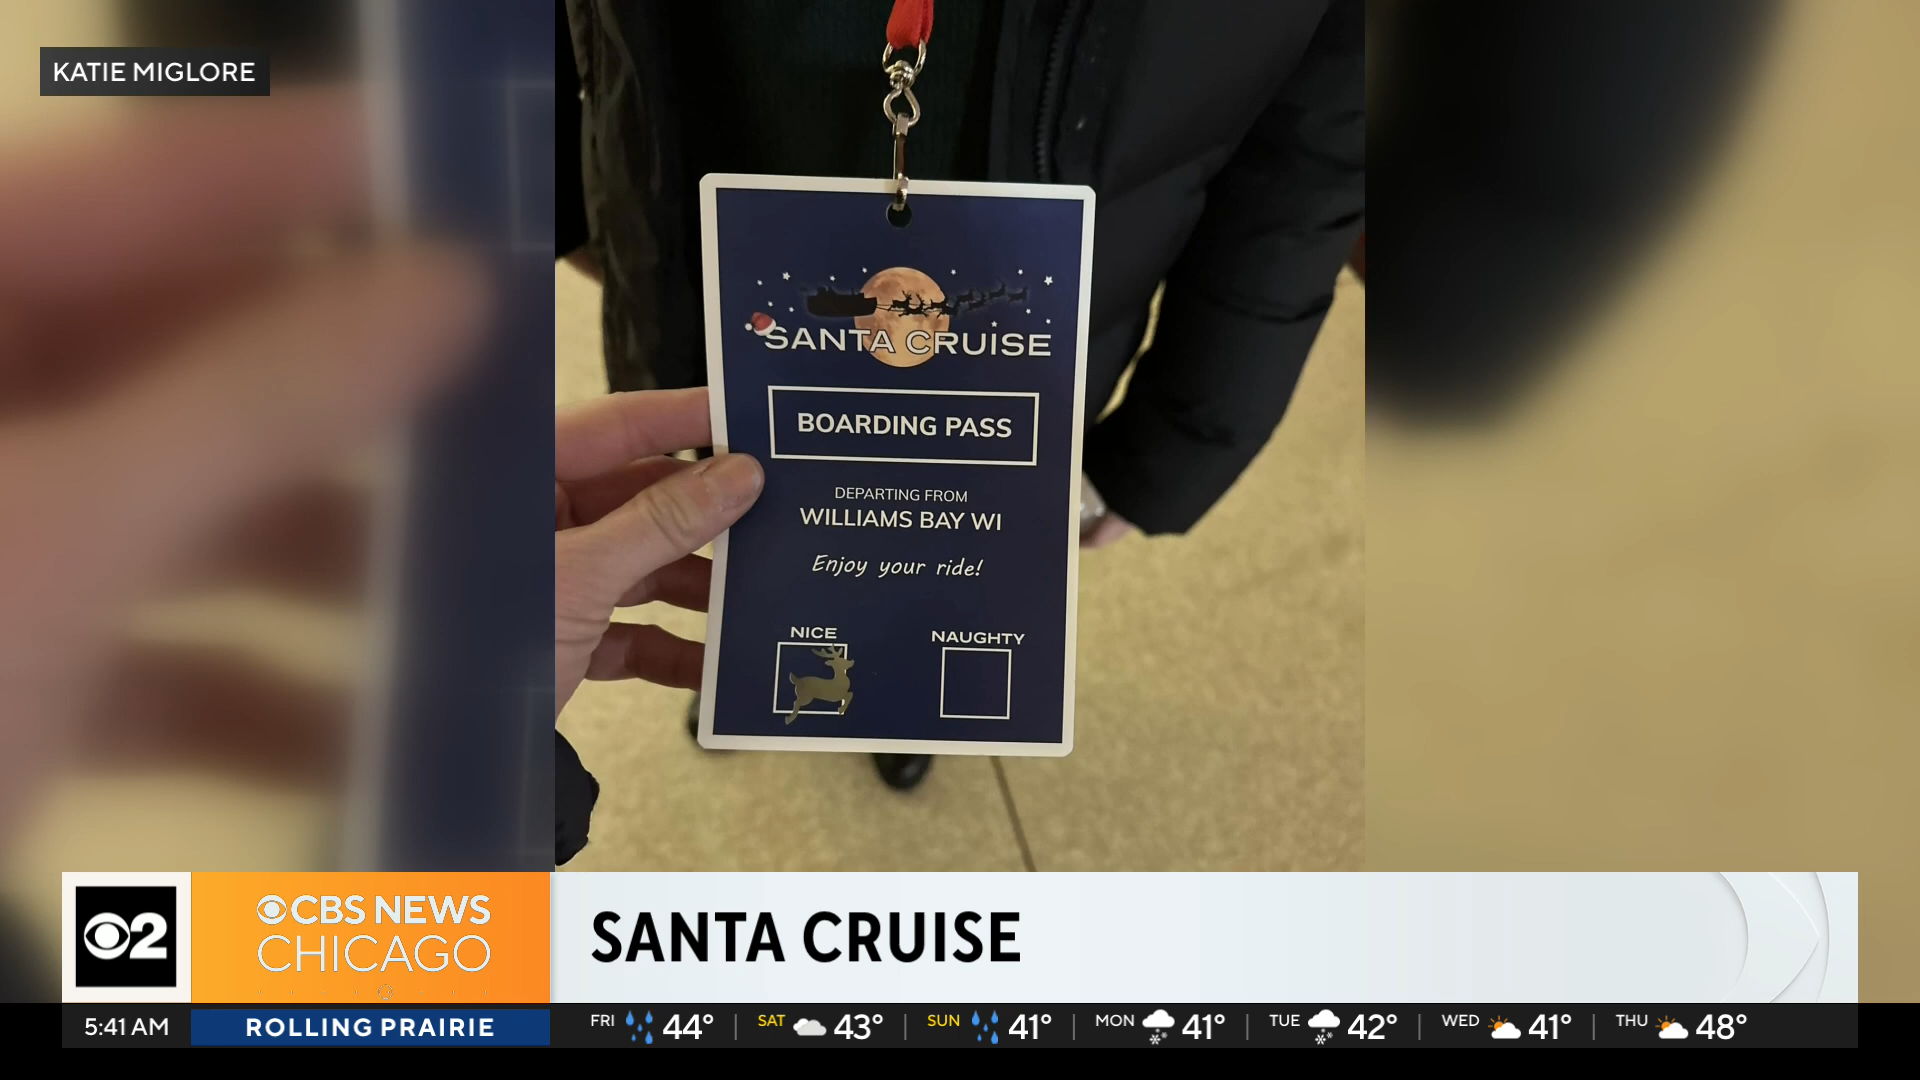 KATIE MIGLORE
SANTA CRUISE
BOARDING PASS
DEPARTING FROM
WILLIAMS BAY WI
Enjoy your ride!
NICE
NAUGHTY
2
CBS NEWS
CHICAGO
SANTA CRUISE
5:41 AM
ROLLING PRAIRIE
FRI 44° SAT 43° SUN 41° MON 41° TUE 42° WED 41° THU 48°